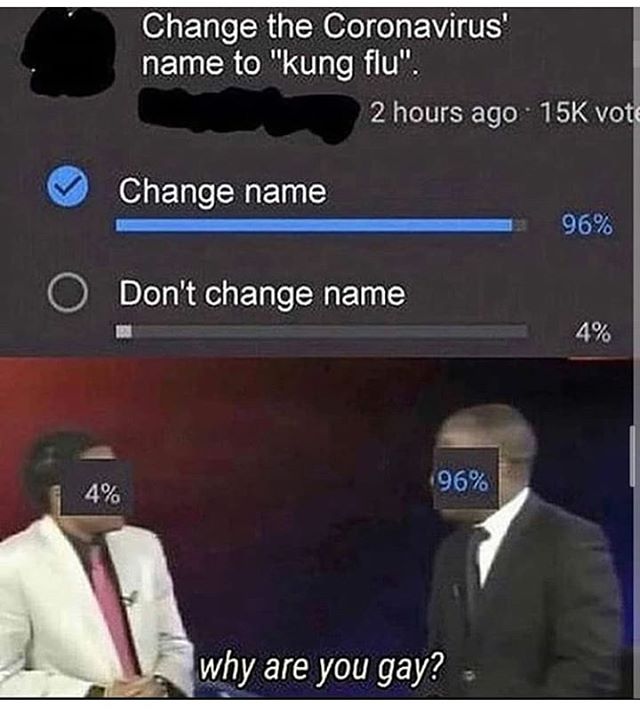 Change the Coronavirus'
name to "kung flu".
2 hours ago · 15K vote
Change name
96%
Don't change name
4%
4%
96%
why are you gay?